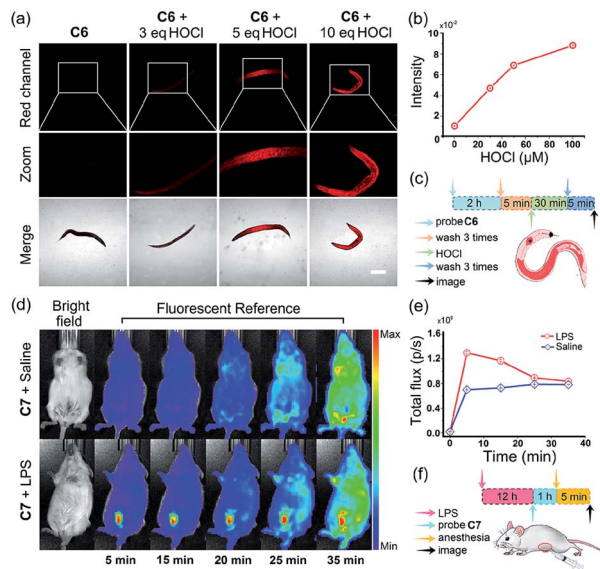 (a)
C6
C6 +
3 eq HOCl
C6 +
5 eq HOCl
C6 +
10 eq HOCl
Red channel
Zoom
Merge
(b)
×10⁻²
10
8
6
4
2
0
Intensity
0 20 40 60 80 100
HOCl (μM)
(c)
2 h
5 min
30 min
5 min
probe C6
wash 3 times
HOCl
wash 3 times
image
(d)
Bright
field
Fluorescent Reference
C7 + Saline
C7 + LPS
Max
Min
5 min
15 min
20 min
25 min
35 min
(e)
1.6
1.2
0.8
0.4
0.0
Total flux (p/s)
LPS
Saline
0 10 20 30 40
Time (min)
(f)
12 h
1 h
5 min
LPS
probe C7
anesthesia
image